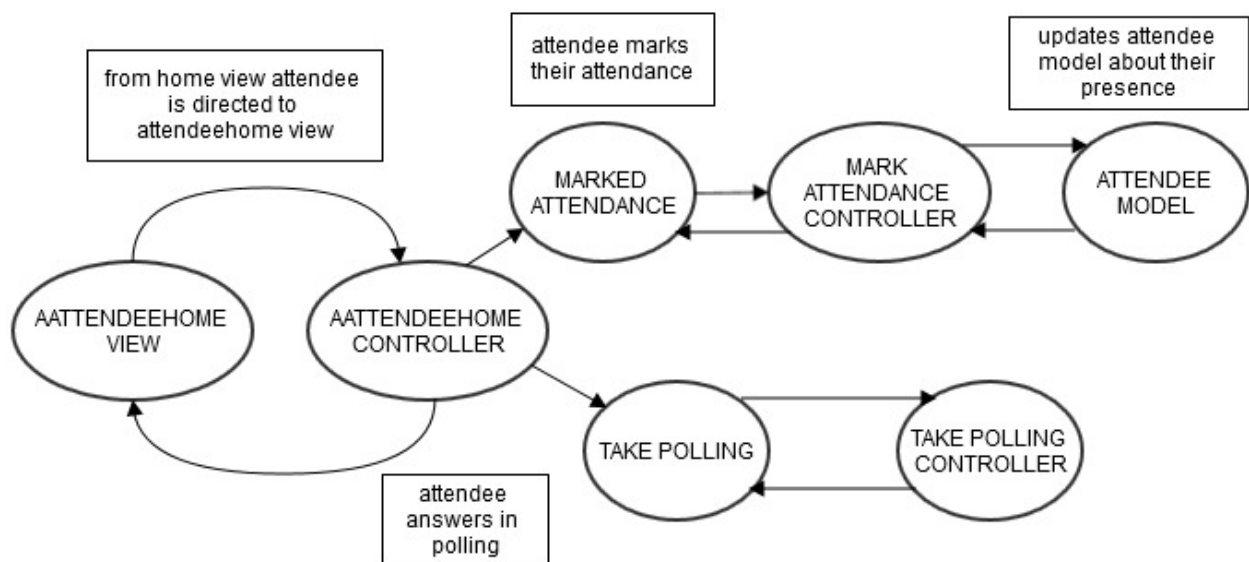 from home view attendee
is directed to
attendeehome view
attendee marks
their attendance
updates attendee
model about their
presence
MARKED
ATTENDANCE
MARK
ATTENDANCE
CONTROLLER
ATTENDEE
MODEL
AATTENDEEHOME
VIEW
AATTENDEEHOME
CONTROLLER
TAKE POLLING
TAKE POLLING
CONTROLLER
attendee
answers in
polling